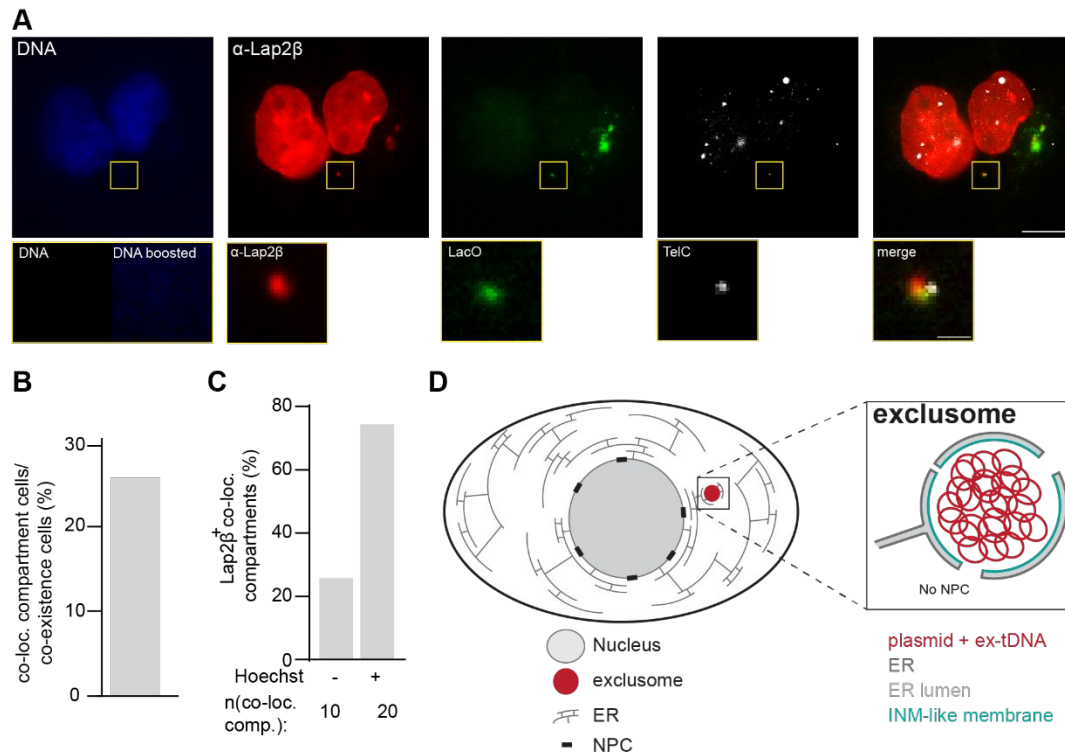 A
DNA
α-Lap2β
DNA
DNA boosted
α-Lap2β
LacO
TelC
merge
B
co-loc. compartment cells/
co-existence cells (%)
30
20
10
0
C
Lap2β+ co-loc.
compartments (%)
80
60
40
20
0
Hoechst - +
n(co-loc.
comp.): 10 20
D
exclusome
No NPC
Nucleus
exclusome
ER
NPC
plasmid + ex-tDNA
ER
ER lumen
INM-like membrane